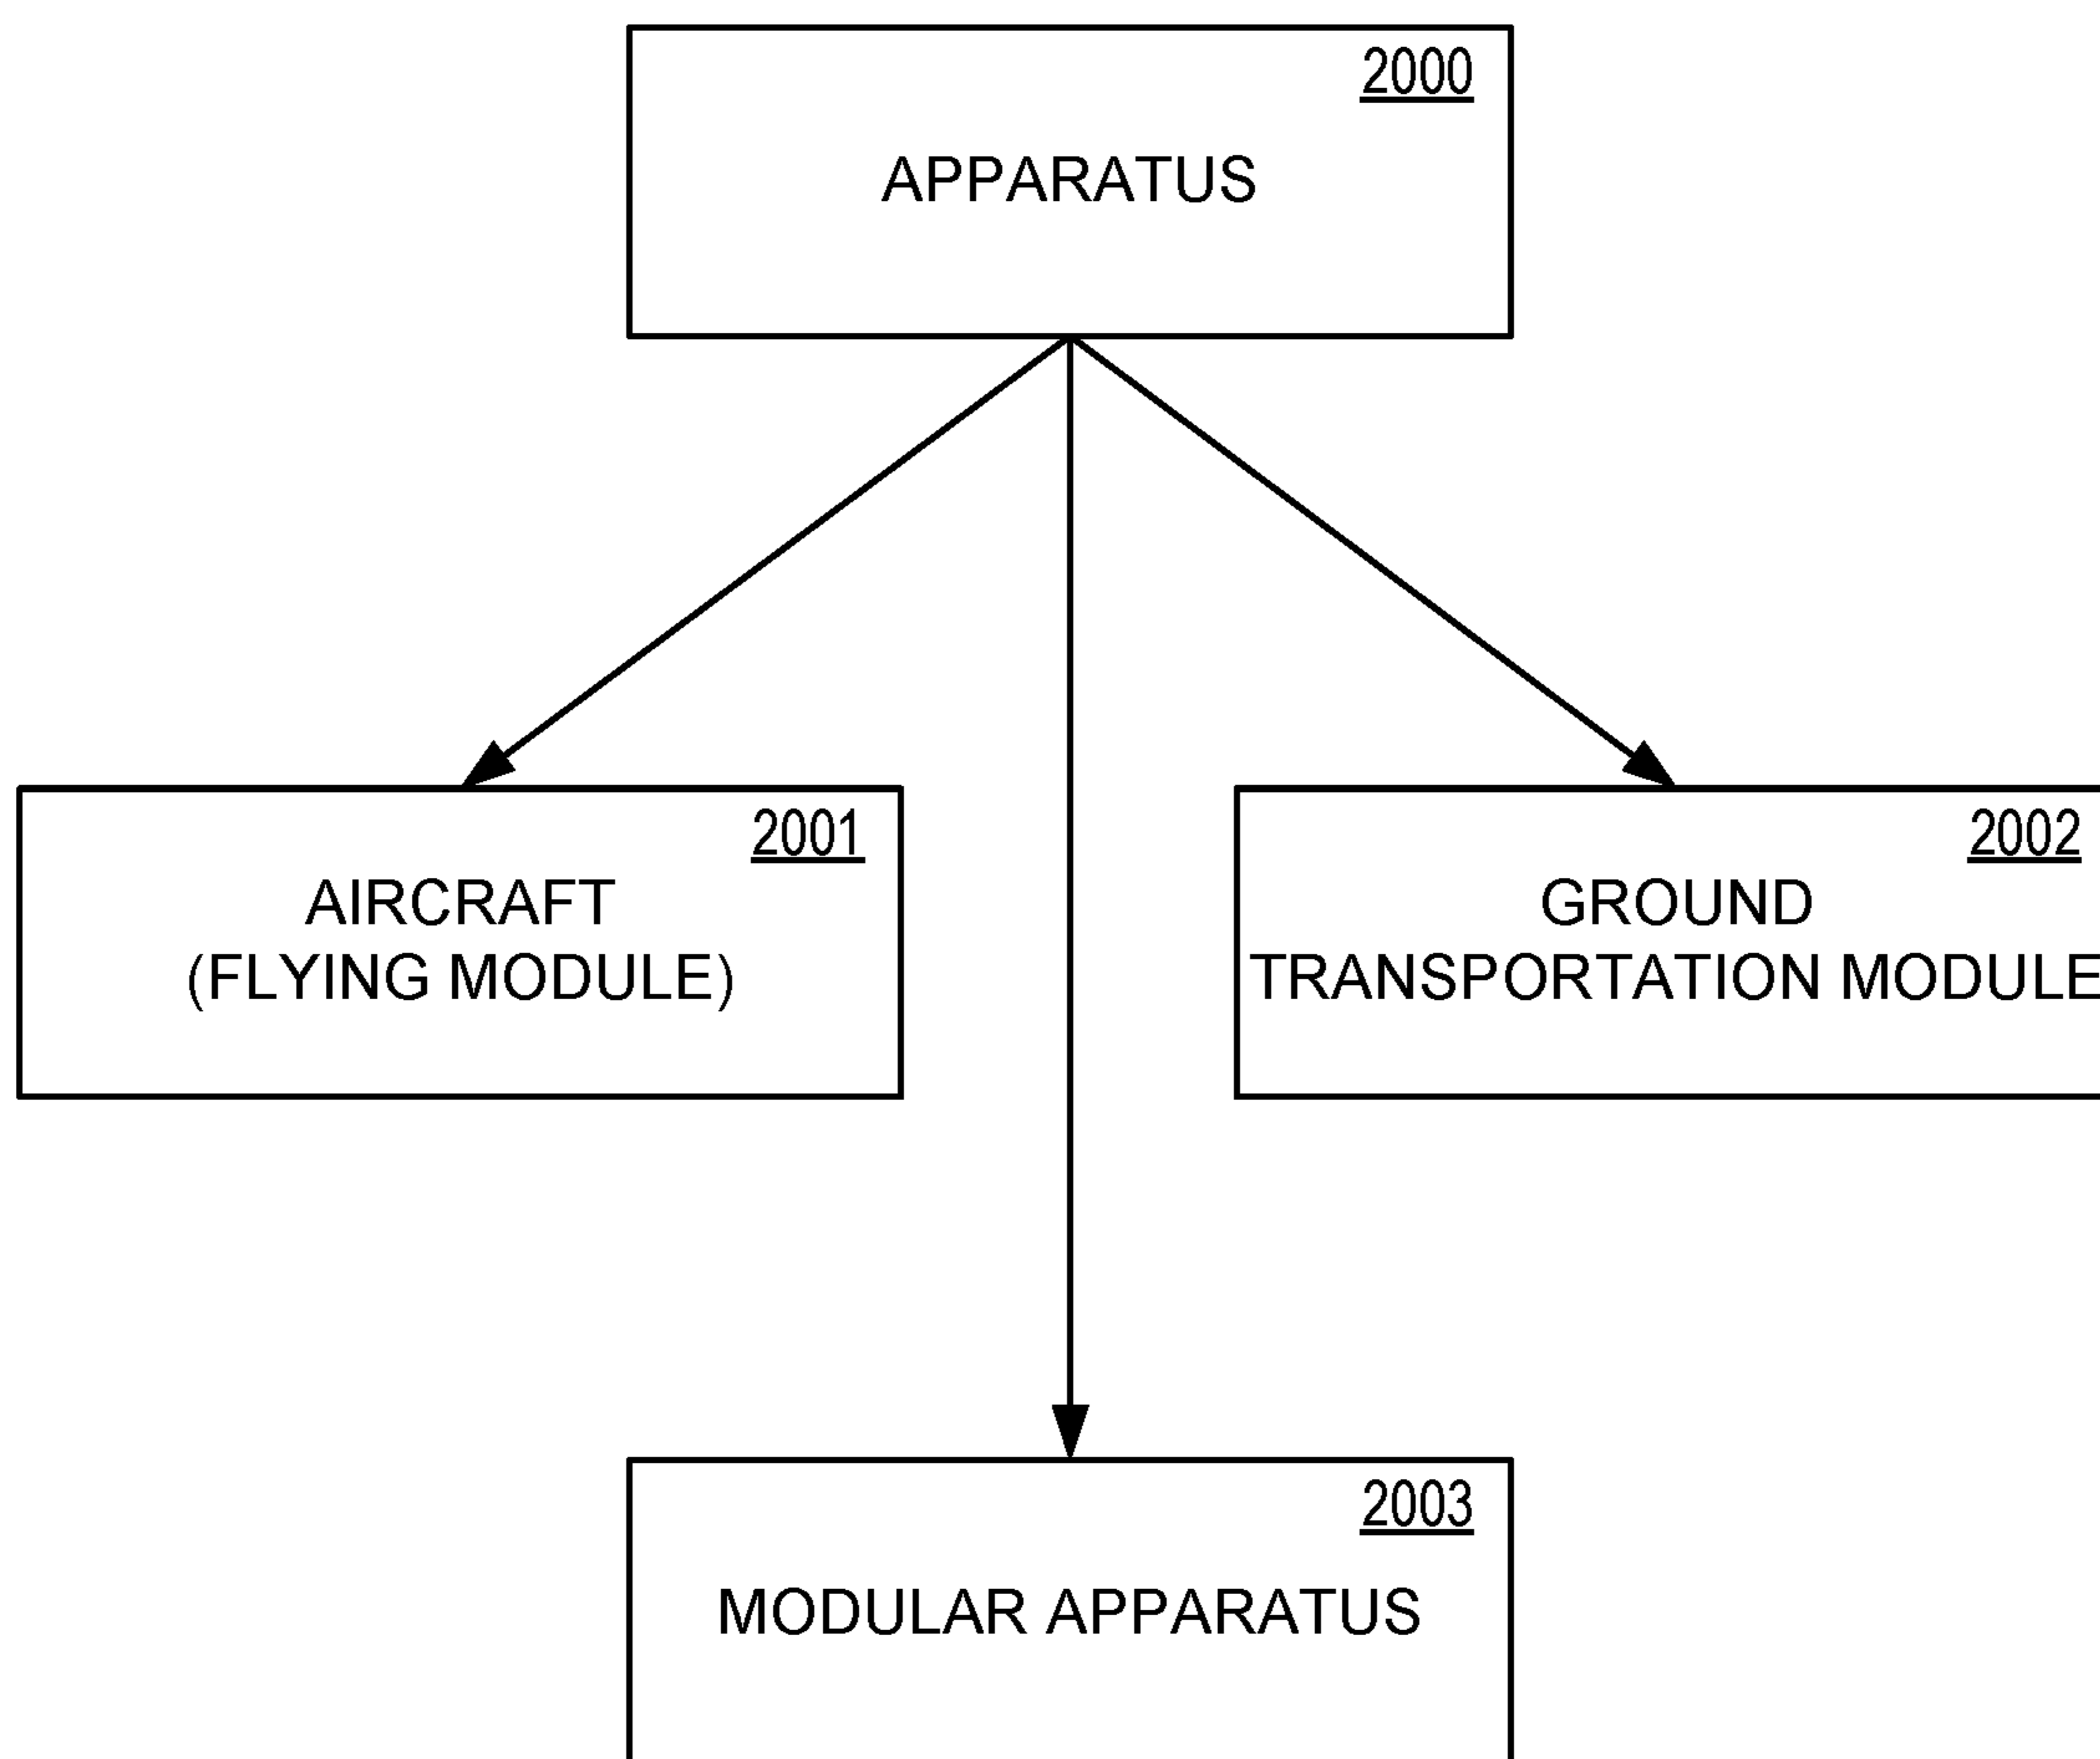 2000
APPARATUS
2001
AIRCRAFT
(FLYING MODULE)
2002
GROUND
TRANSPORTATION MODULE
2003
MODULAR APPARATUS